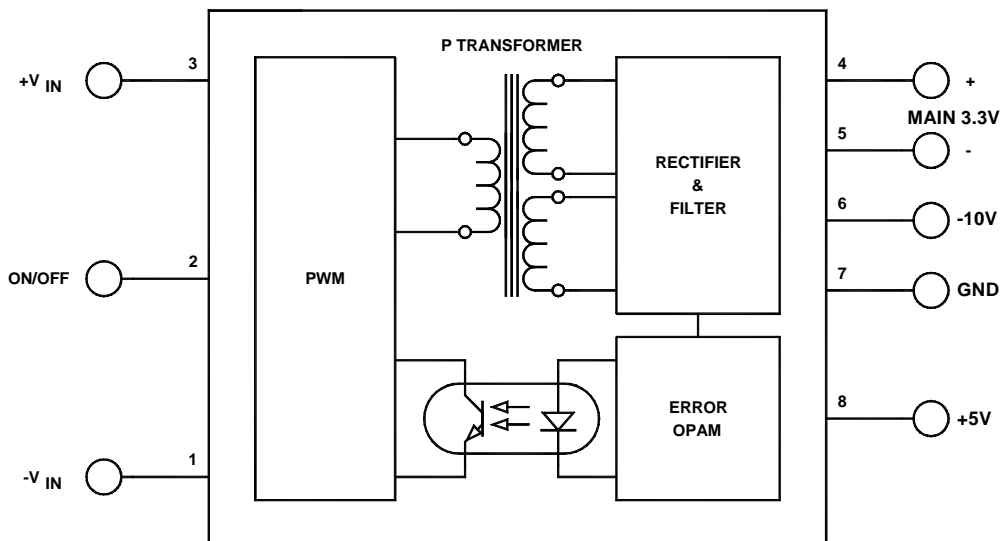 P TRANSFORMER
3
+V IN
4
+
MAIN 3.3V
5
-
RECTIFIER
&
FILTER
6
-10V
2
ON/OFF
PWM
7
GND
ERROR
OPAM
8
+5V
1
-V IN